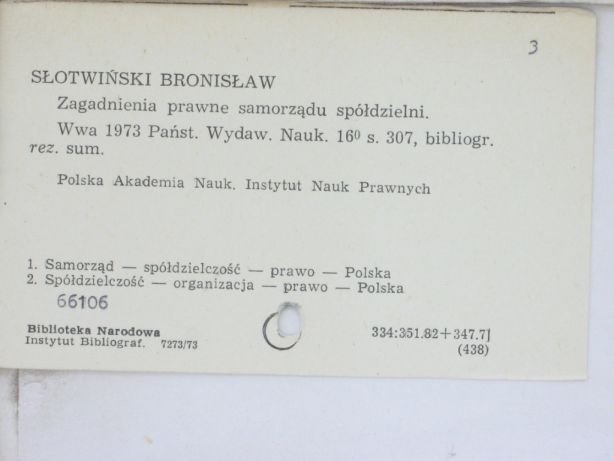 3
SŁOTWIŃSKI BRONISŁAW
Zagadnienia prawne samorządu spółdzielni.
Wwa 1973 Państ. Wydaw. Nauk. 16⁰ s. 307, bibliogr.
rez. sum.
Polska Akademia Nauk. Instytut Nauk Prawnych
1. Samorząd — spółdzielczość — prawo — Polska
2. Spółdzielczość — organizacja — prawo — Polska
66106
Biblioteka Narodowa
Instytut Bibliograf. 7273/73
334:351.82+347.7]
(438)